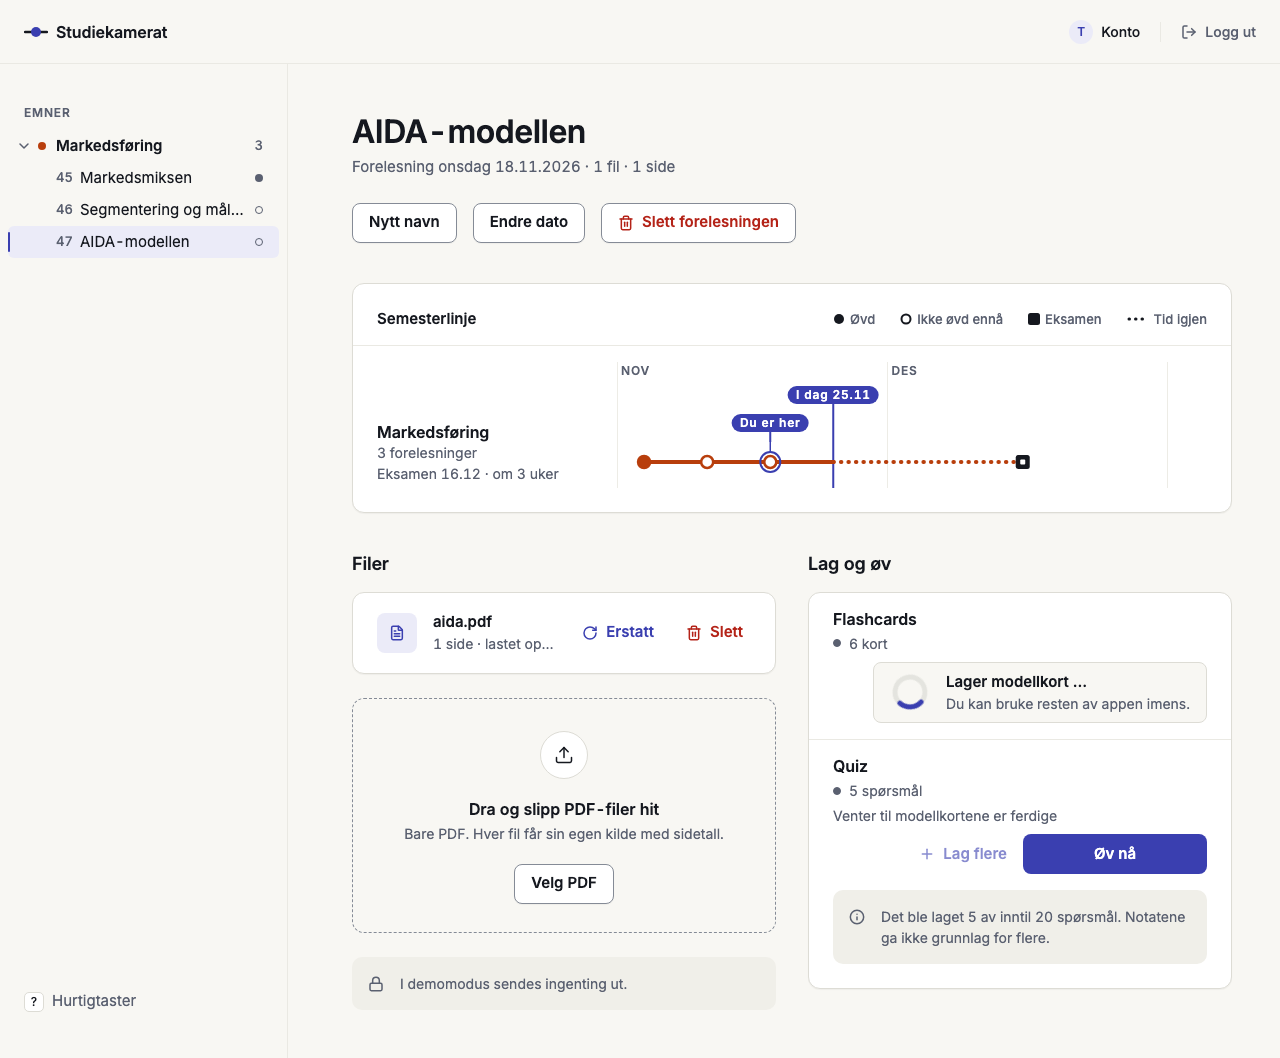 Studiekamerat
T Konto
Logg ut
EMNER
Markedsføring 3
45 Markedsmiksen
46 Segmentering og mål...
47 AIDA-modellen
AIDA-modellen
Forelesning onsdag 18.11.2026 · 1 fil · 1 side
Nytt navn
Endre dato
Slett forelesningen
Semesterlinje
Øvd
Ikke øvd ennå
Eksamen
Tid igjen
NOV
DES
I dag 25.11
Du er her
Markedsføring
3 forelesninger
Eksamen 16.12 · om 3 uker
Filer
aida.pdf
1 side · lastet op...
Erstatt
Slett
Dra og slipp PDF-filer hit
Bare PDF. Hver fil får sin egen kilde med sidetall.
Velg PDF
I demomodus sendes ingenting ut.
Lag og øv
Flashcards
6 kort
Lager modellkort ...
Du kan bruke resten av appen imens.
Quiz
5 spørsmål
Venter til modellkortene er ferdige
Lag flere
Øv nå
Det ble laget 5 av inntil 20 spørsmål. Notatene
ga ikke grunnlag for flere.
? Hurtigtaster